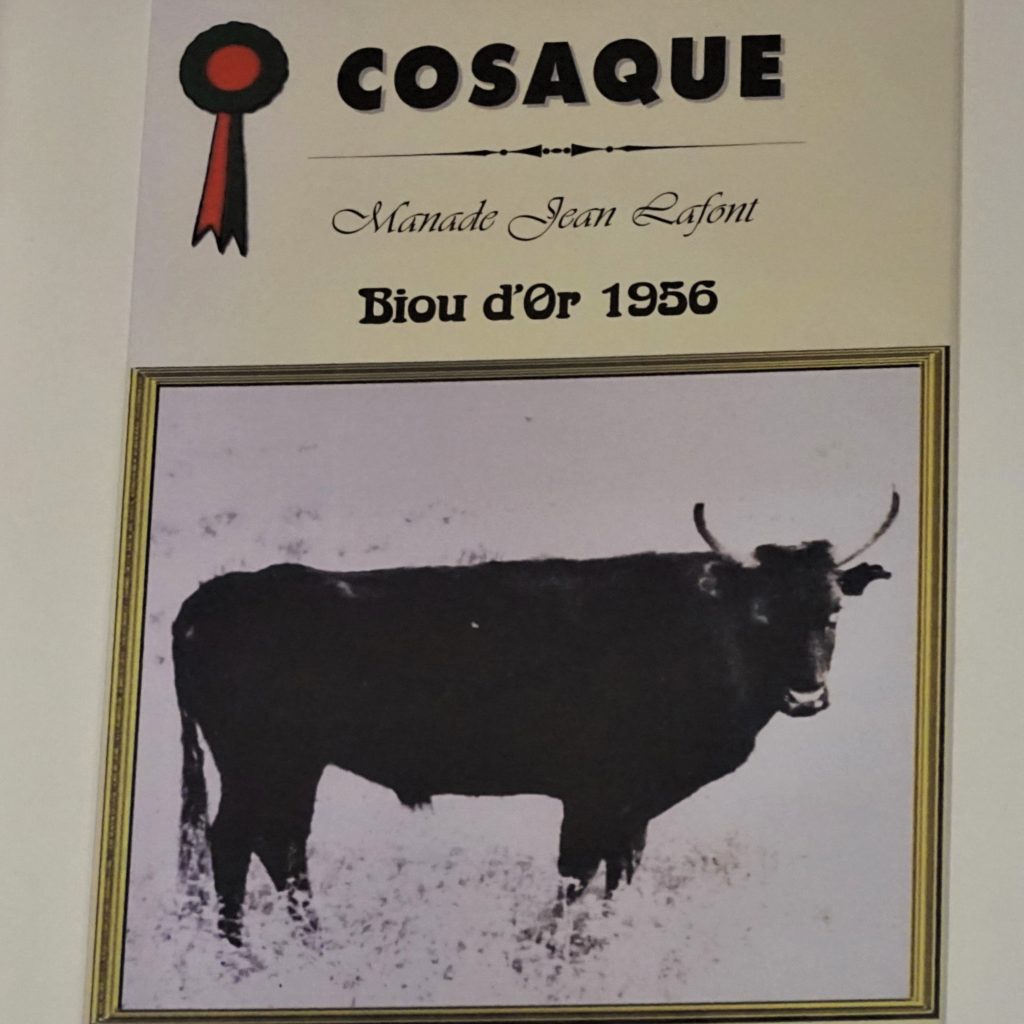 COSAQUE
Manade Jean Lafont
Biou d'Or 1956